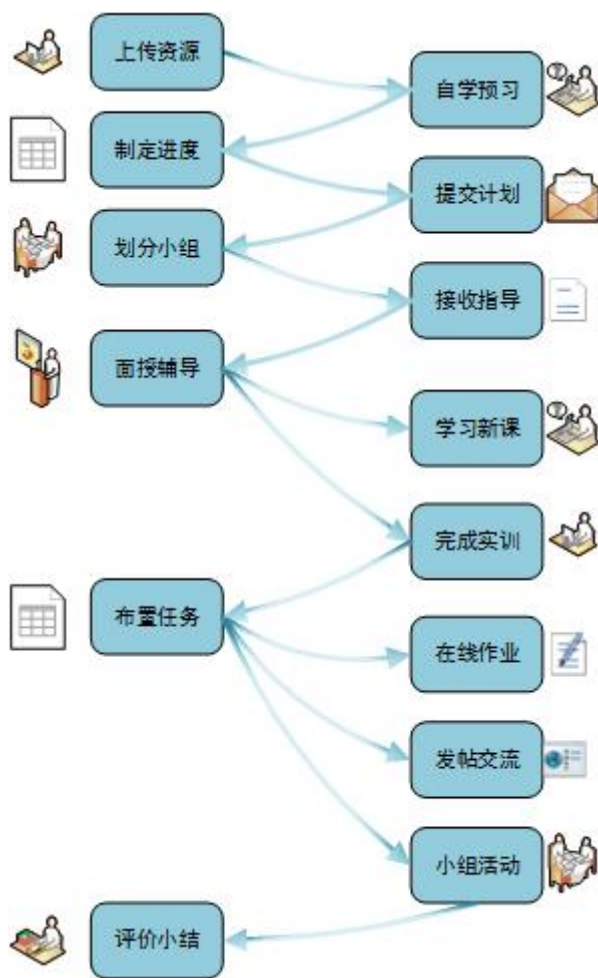 上传资源
自学预习
制定进度
提交计划
划分小组
接收指导
面授辅导
学习新课
完成实训
布置任务
在线作业
发帖交流
小组活动
评价小结